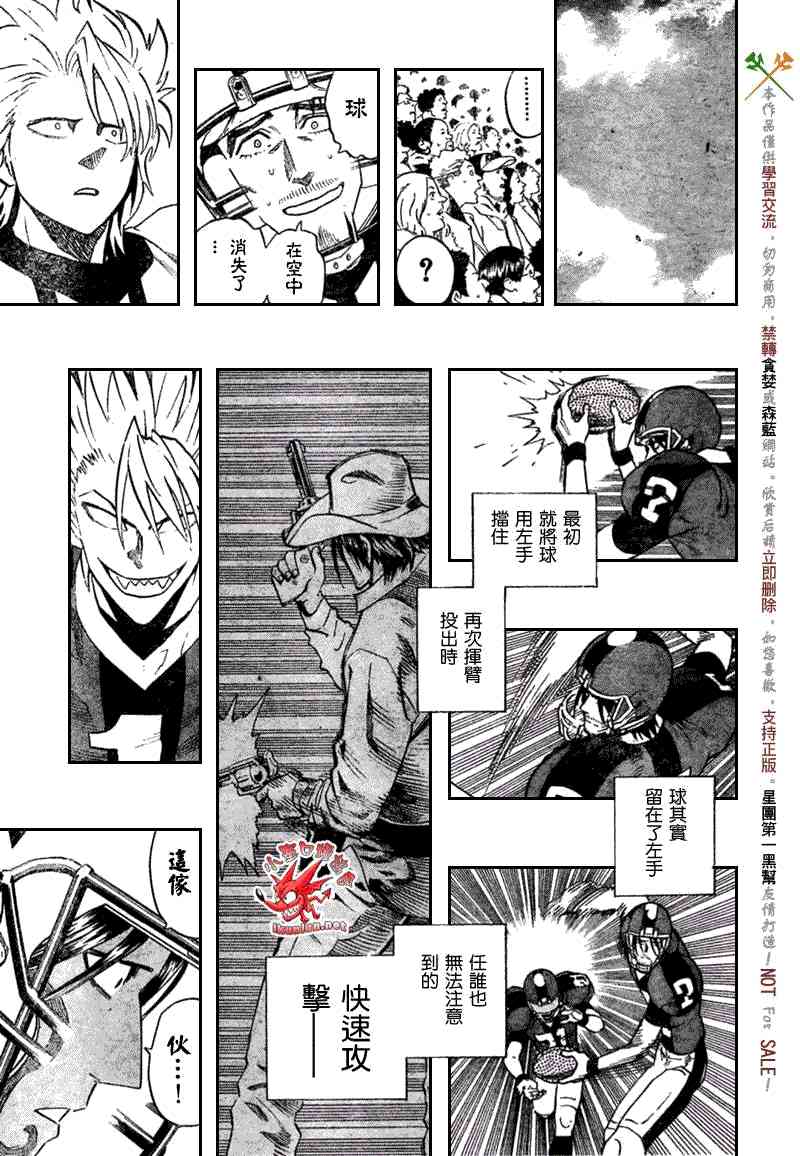 ……
？
球
在空中
消失了
…
最初
就將球
用左手
擋住
再次揮臂
投出時
球其實
留在了左手
任誰也
無法注意
到的
快速攻
擊——
這傢
伙…！
1
本作品僅供學習交流，切勿商用，禁轉貪婪或森藍網站。欣賞后請立即刪除，如您喜歡，支持正版。星團第一黑幫友情打造！NOT For SALE！
ikunlan.net